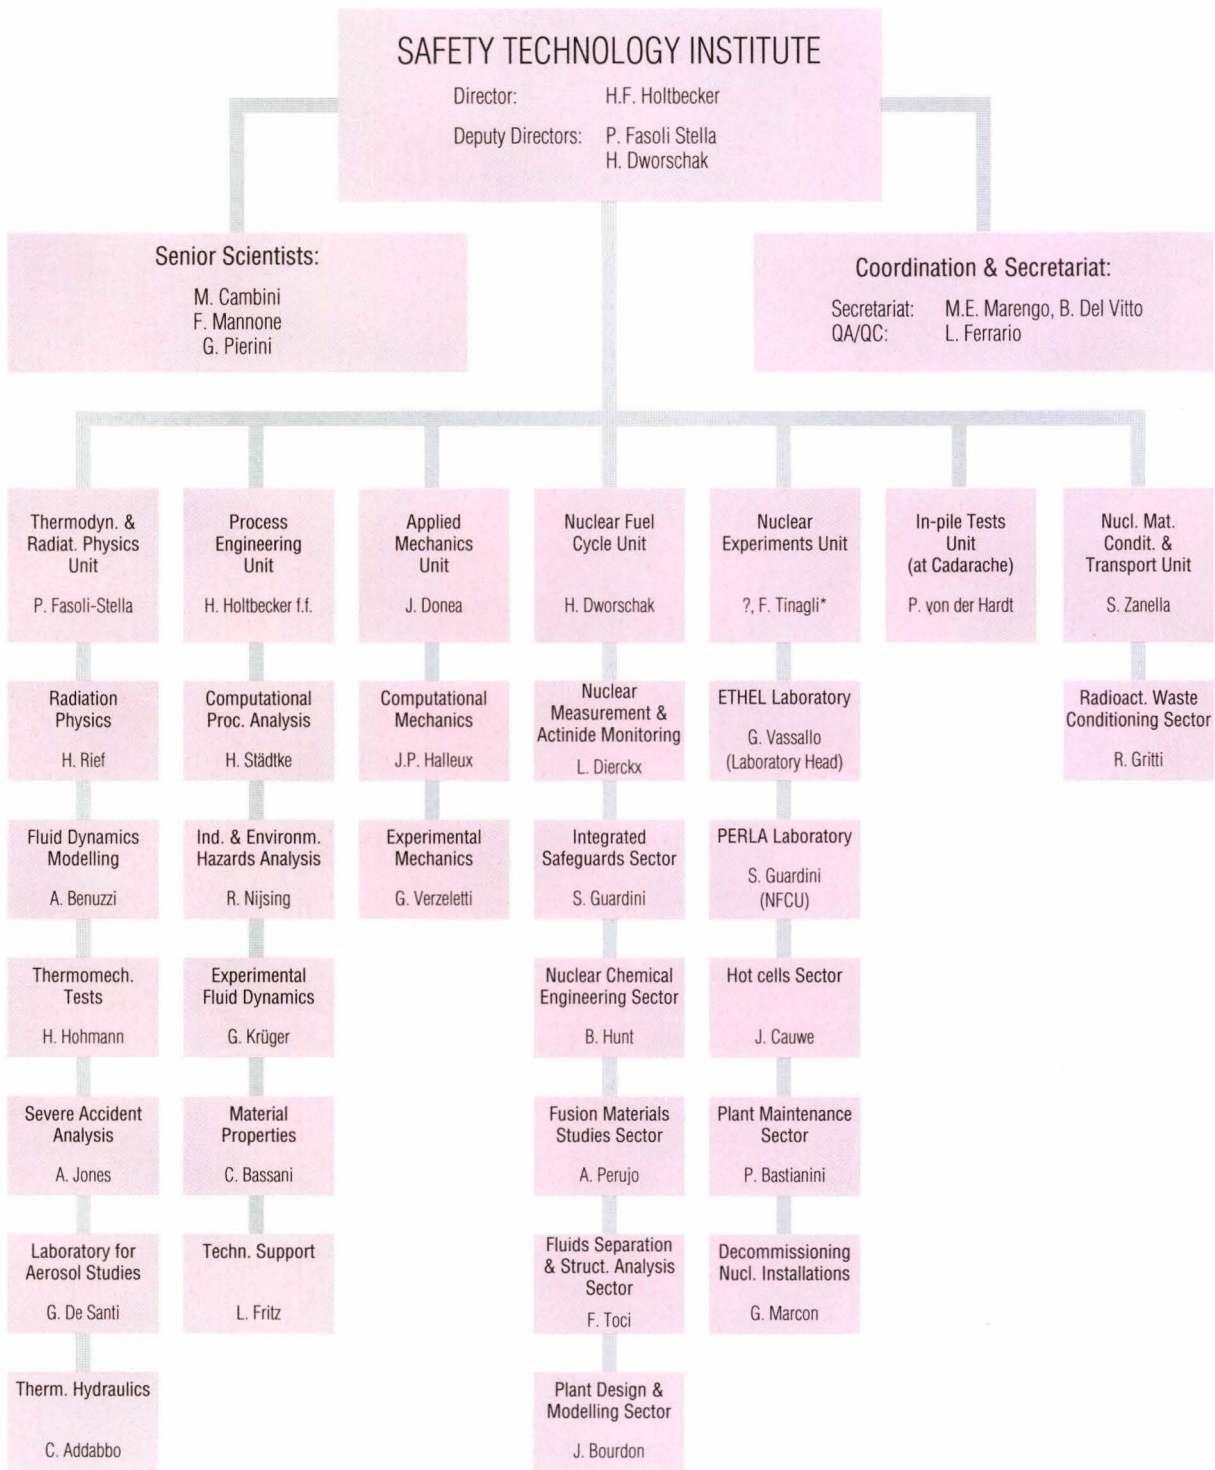 SAFETY TECHNOLOGY INSTITUTE
Director: H.F. Holtbecker
Deputy Directors: P. Fasoli Stella
H. Dworschak
Senior Scientists:
M. Cambini
F. Mannone
G. Pierini
Coordination & Secretariat:
Secretariat: M.E. Marengo, B. Del Vitto
QA/QC: L. Ferrario
Thermodyn. &
Radiat. Physics
Unit
P. Fasoli-Stella
Radiation
Physics
H. Rief
Fluid Dynamics
Modelling
A. Benuzzi
Thermomech.
Tests
H. Hohmann
Severe Accident
Analysis
A. Jones
Laboratory for
Aerosol Studies
G. De Santi
Therm. Hydraulics
C. Addabbo
Process
Engineering
Unit
H. Holtbecker f.f.
Computational
Proc. Analysis
H. Städtke
Ind. & Environm.
Hazards Analysis
R. Nijsing
Experimental
Fluid Dynamics
G. Krüger
Material
Properties
C. Bassani
Techn. Support
L. Fritz
Applied
Mechanics
Unit
J. Donea
Computational
Mechanics
J.P. Halleux
Experimental
Mechanics
G. Verzeletti
Nuclear Fuel
Cycle Unit
H. Dworschak
Nuclear
Measurement &
Actinide Monitoring
L. Dierckx
Integrated
Safeguards Sector
S. Guardini
Nuclear Chemical
Engineering Sector
B. Hunt
Fusion Materials
Studies Sector
A. Perujo
Fluids Separation
& Struct. Analysis
Sector
F. Toci
Plant Design &
Modelling Sector
J. Bourdon
Nuclear
Experiments Unit
?, F. Tinagli*
ETHEL Laboratory
G. Vassallo
(Laboratory Head)
PERLA Laboratory
S. Guardini
(NFCU)
Hot cells Sector
J. Cauwe
Plant Maintenance
Sector
P. Bastianini
Decommissioning
Nucl. Installations
G. Marcon
In-pile Tests
Unit
(at Cadarache)
P. von der Hardt
Nucl. Mat.
Condit. &
Transport Unit
S. Zanella
Radioact. Waste
Conditioning Sector
R. Gritti